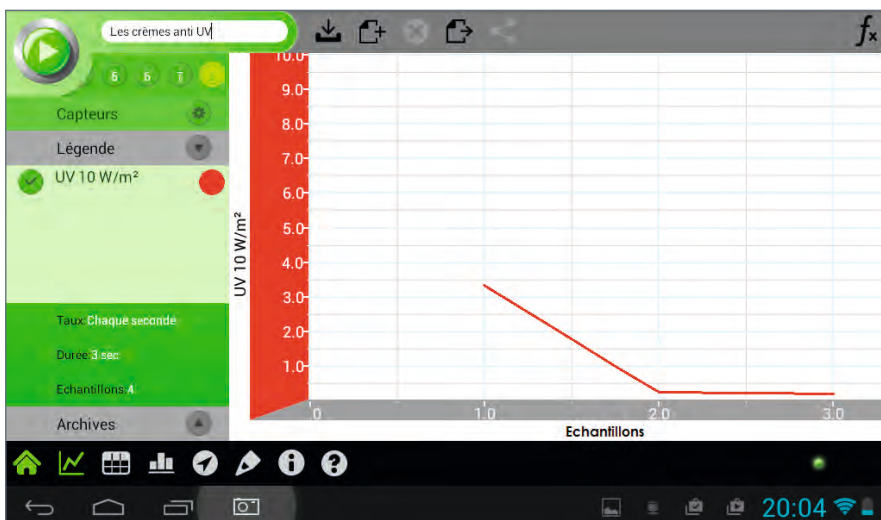 Les crèmes anti UV
Capteurs
Légende
UV 10 W/m²
Taux:Chaque seconde
Durée:3 sec
Echantillons:4
Archives
fx
UV 10 W/m²
10.0
9.0
8.0
7.0
6.0
5.0
4.0
3.0
2.0
1.0
0 1.0 2.0 3.0
Echantillons
20:04